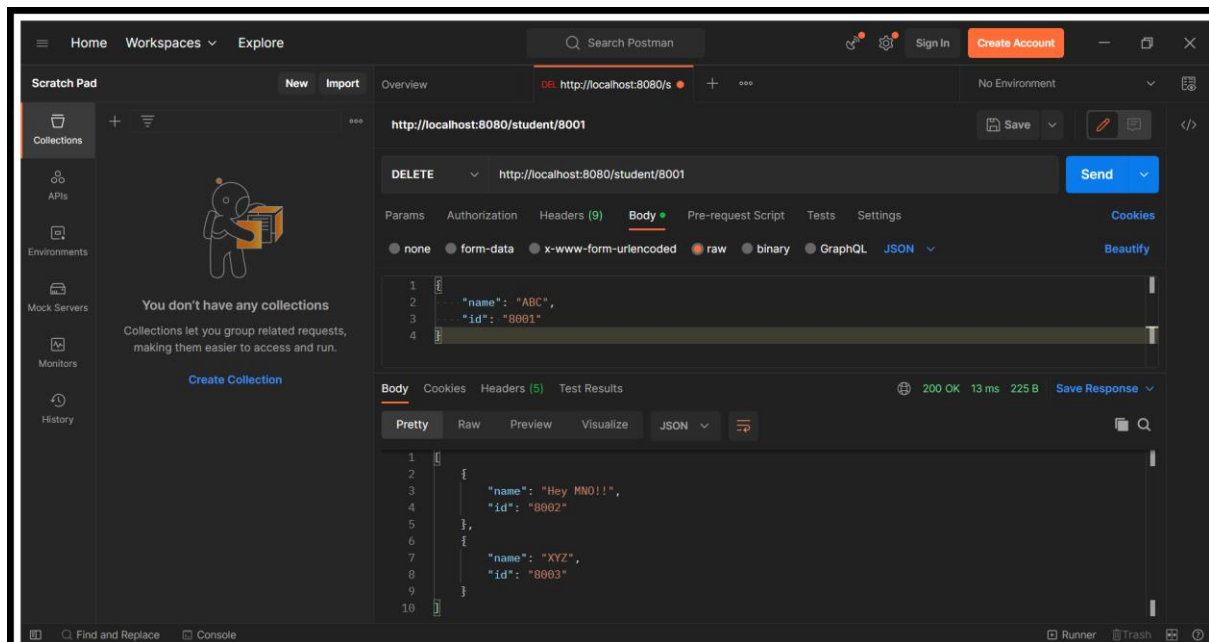 Home Workspaces Explore Search Postman Sign In Create Account
Scratch Pad New Import Overview DEL http://localhost:8080/s No Environment
Collections
APIs
Environments
Mock Servers
Monitors
History
You don't have any collections
Collections let you group related requests,
making them easier to access and run.
Create Collection
http://localhost:8080/student/8001 Save
DELETE http://localhost:8080/student/8001 Send
Params Authorization Headers (9) Body Pre-request Script Tests Settings Cookies
none form-data x-www-form-urlencoded raw binary GraphQL JSON Beautify
1 {
2 "name": "ABC",
3 "id": "8001"
4 }
Body Cookies Headers (5) Test Results 200 OK 13 ms 225 B Save Response
Pretty Raw Preview Visualize JSON
1 [
2 {
3 "name": "Hey MNO!!",
4 "id": "8002"
5 },
6 {
7 "name": "XYZ",
8 "id": "8003"
9 }
10 ]
Find and Replace Console Runner Trash